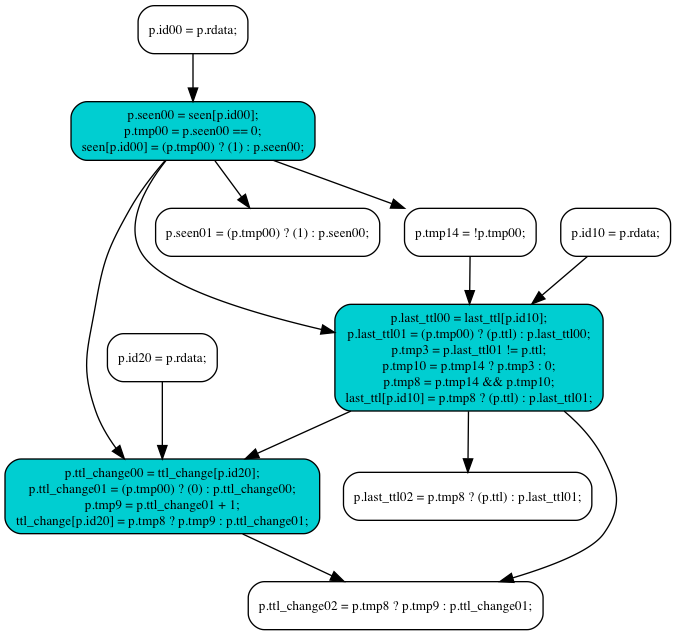 p.id00 = p.rdata;
p.seen00 = seen[p.id00];
p.tmp00 = p.seen00 == 0;
seen[p.id00] = (p.tmp00) ? (1) : p.seen00;
p.seen01 = (p.tmp00) ? (1) : p.seen00;
p.tmp14 = !p.tmp00;
p.id10 = p.rdata;
p.last_ttl00 = last_ttl[p.id10];
p.last_ttl01 = (p.tmp00) ? (p.ttl) : p.last_ttl00;
p.tmp3 = p.last_ttl01 != p.ttl;
p.tmp10 = p.tmp14 ? p.tmp3 : 0;
p.tmp8 = p.tmp14 && p.tmp10;
last_ttl[p.id10] = p.tmp8 ? (p.ttl) : p.last_ttl01;
p.id20 = p.rdata;
p.ttl_change00 = ttl_change[p.id20];
p.ttl_change01 = (p.tmp00) ? (0) : p.ttl_change00;
p.tmp9 = p.ttl_change01 + 1;
ttl_change[p.id20] = p.tmp8 ? p.tmp9 : p.ttl_change01;
p.last_ttl02 = p.tmp8 ? (p.ttl) : p.last_ttl01;
p.ttl_change02 = p.tmp8 ? p.tmp9 : p.ttl_change01;